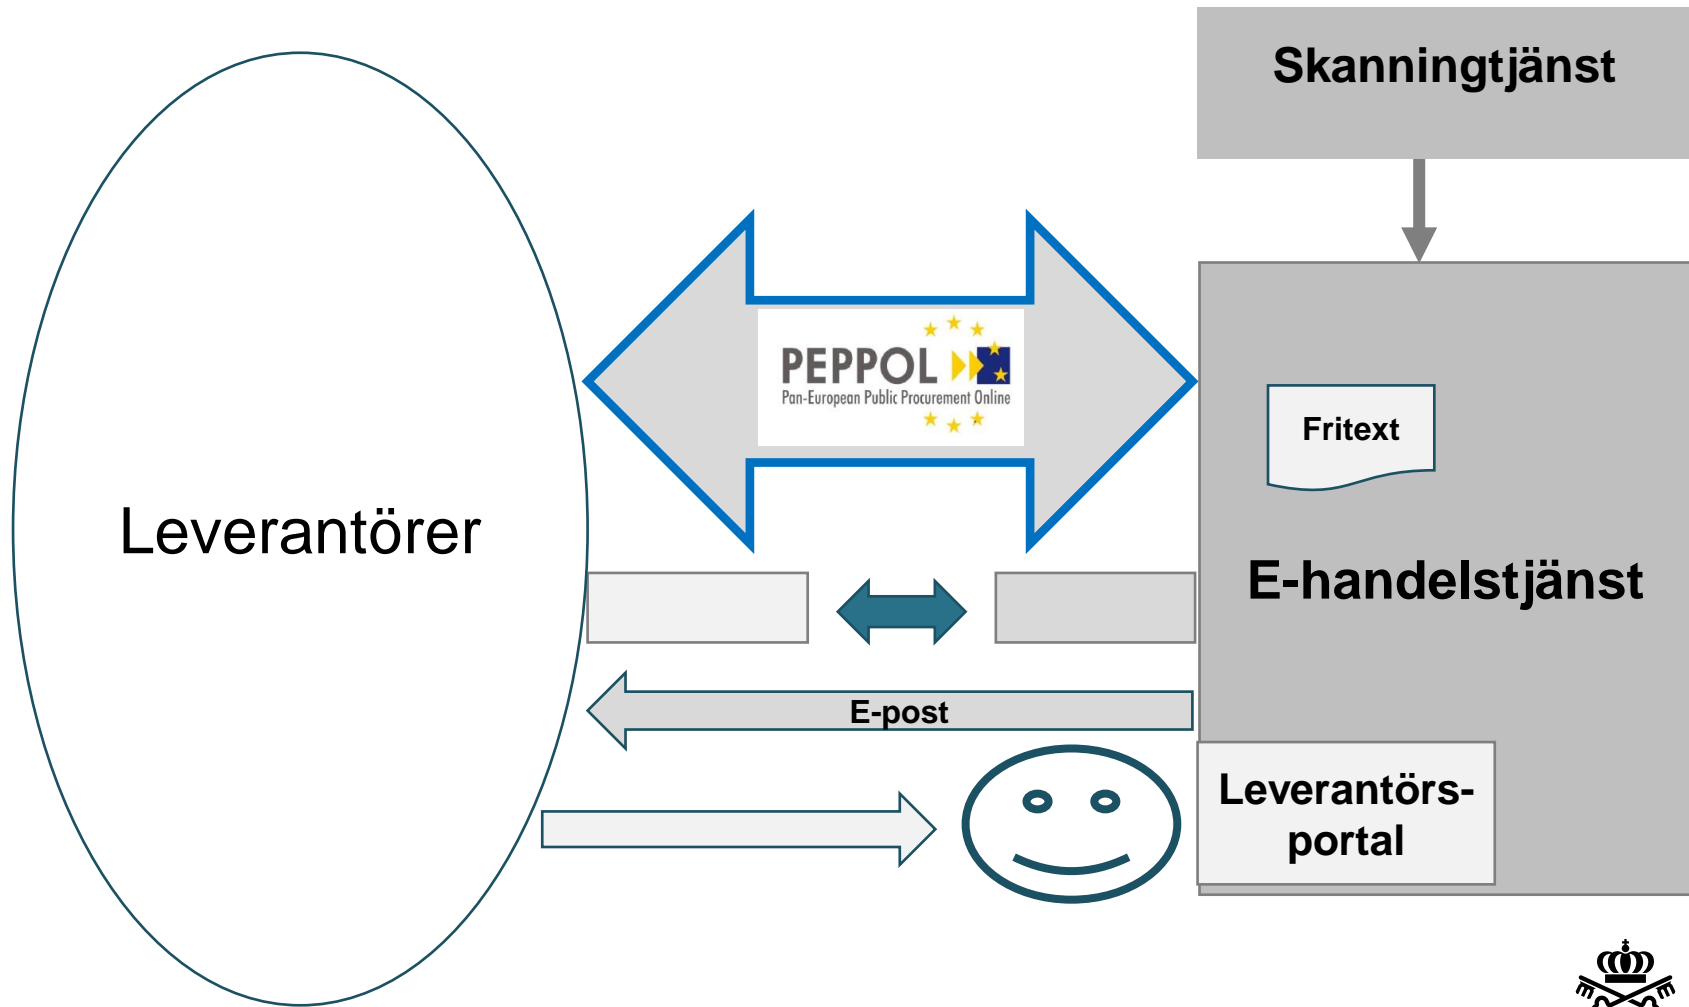 Skanningtjänst
PEPPOL
Pan-European Public Procurement Online
Fritext
Leverantörer
E-handelstjänst
E-post
Leverantörs-
portal